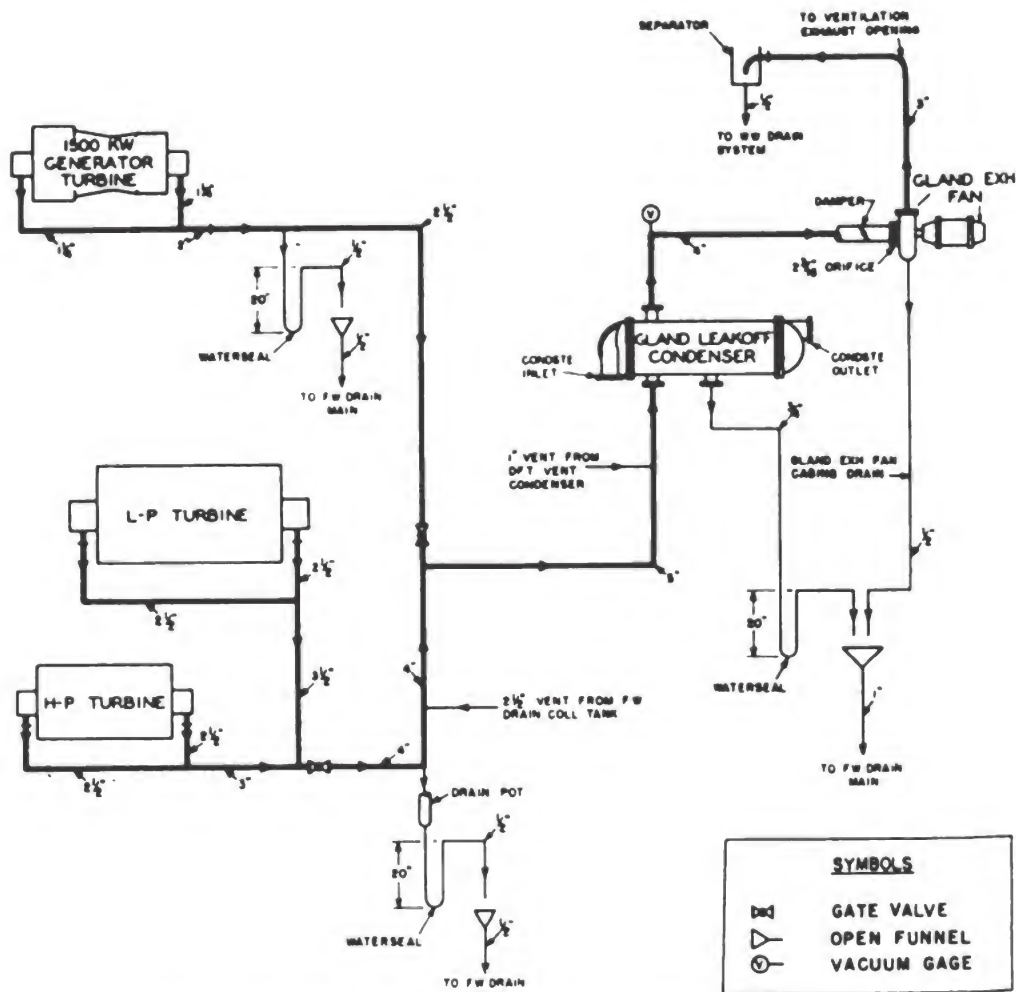 SEPARATOR
TO VENTILATION
EXHAUST OPENING
1/2"
3"
TO WW DRAIN
SYSTEM
1500 KW
GENERATOR
TURBINE
1 1/2"
1 1/2"
2"
2 1/2"
20"
1/2"
WATERSEAL
1/2"
TO FW DRAIN
MAIN
GLAND EXH
FAN
DAMPER
2 3/16" ORIFICE
GLAND LEAKOFF
CONDENSER
CONDSTE
INLET
CONDSTE
OUTLET
1" VENT FROM
DFT VENT
CONDENSER
GLAND EXH FAN
CASING DRAIN
1/2"
L-P TURBINE
2 1/2"
2 1/2"
3 1/2"
5"
H-P TURBINE
2 1/2"
2 1/2"
3"
4"
4"
2 1/2" VENT FROM FW
DRAIN COLL TANK
20"
WATERSEAL
1"
TO FW DRAIN
MAIN
DRAIN POT
1/2"
20"
WATERSEAL
1/2"
TO FW DRAIN
SYMBOLS
GATE VALVE
OPEN FUNNEL
V VACUUM GAGE
V